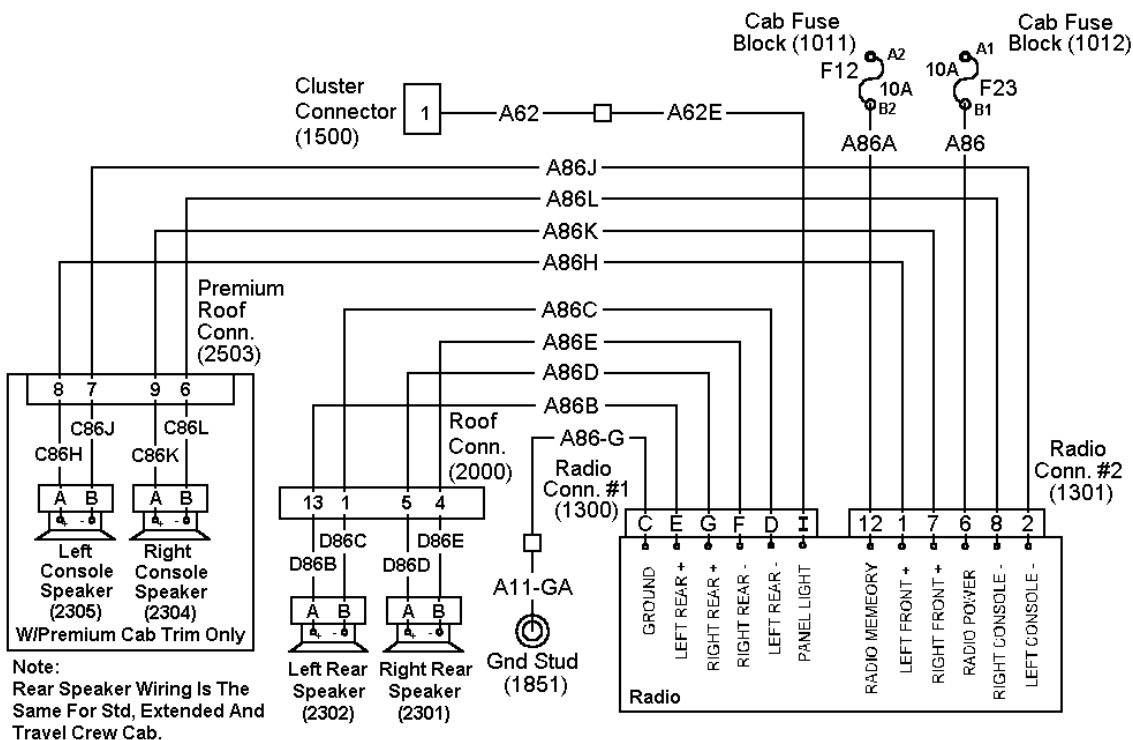 Cab Fuse
Block (1011)
Cab Fuse
Block (1012)
A2
F12
10A
B2
A1
10A
F23
B1
Cluster
Connector
(1500)
1
A62
A62E
A86A
A86
A86J
A86L
A86K
A86H
A86C
A86E
A86D
A86B
A86-G
Premium
Roof
Conn.
(2503)
8 7 9 6
C86J
C86L
C86H
C86K
A B A B
+ - + -
Left
Console
Speaker
(2305)
Right
Console
Speaker
(2304)
W/Premium Cab Trim Only
Note:
Rear Speaker Wiring Is The
Same For Std, Extended And
Travel Crew Cab.
Roof
Conn.
(2000)
13 1 5 4
D86C
D86E
D86B
D86D
A B A B
+ - + -
Left Rear
Speaker
(2302)
Right Rear
Speaker
(2301)
A11-GA
Gnd Stud
(1851)
Radio
Conn. #1
(1300)
Radio
Conn. #2
(1301)
C E G F D I
12 1 7 6 8 2
GROUND
LEFT REAR +
RIGHT REAR +
RIGHT REAR -
LEFT REAR -
PANEL LIGHT
RADIO MEMEORY
LEFT FRONT +
RIGHT FRONT +
RADIO POWER
RIGHT CONSOLE -
LEFT CONSOLE -
Radio